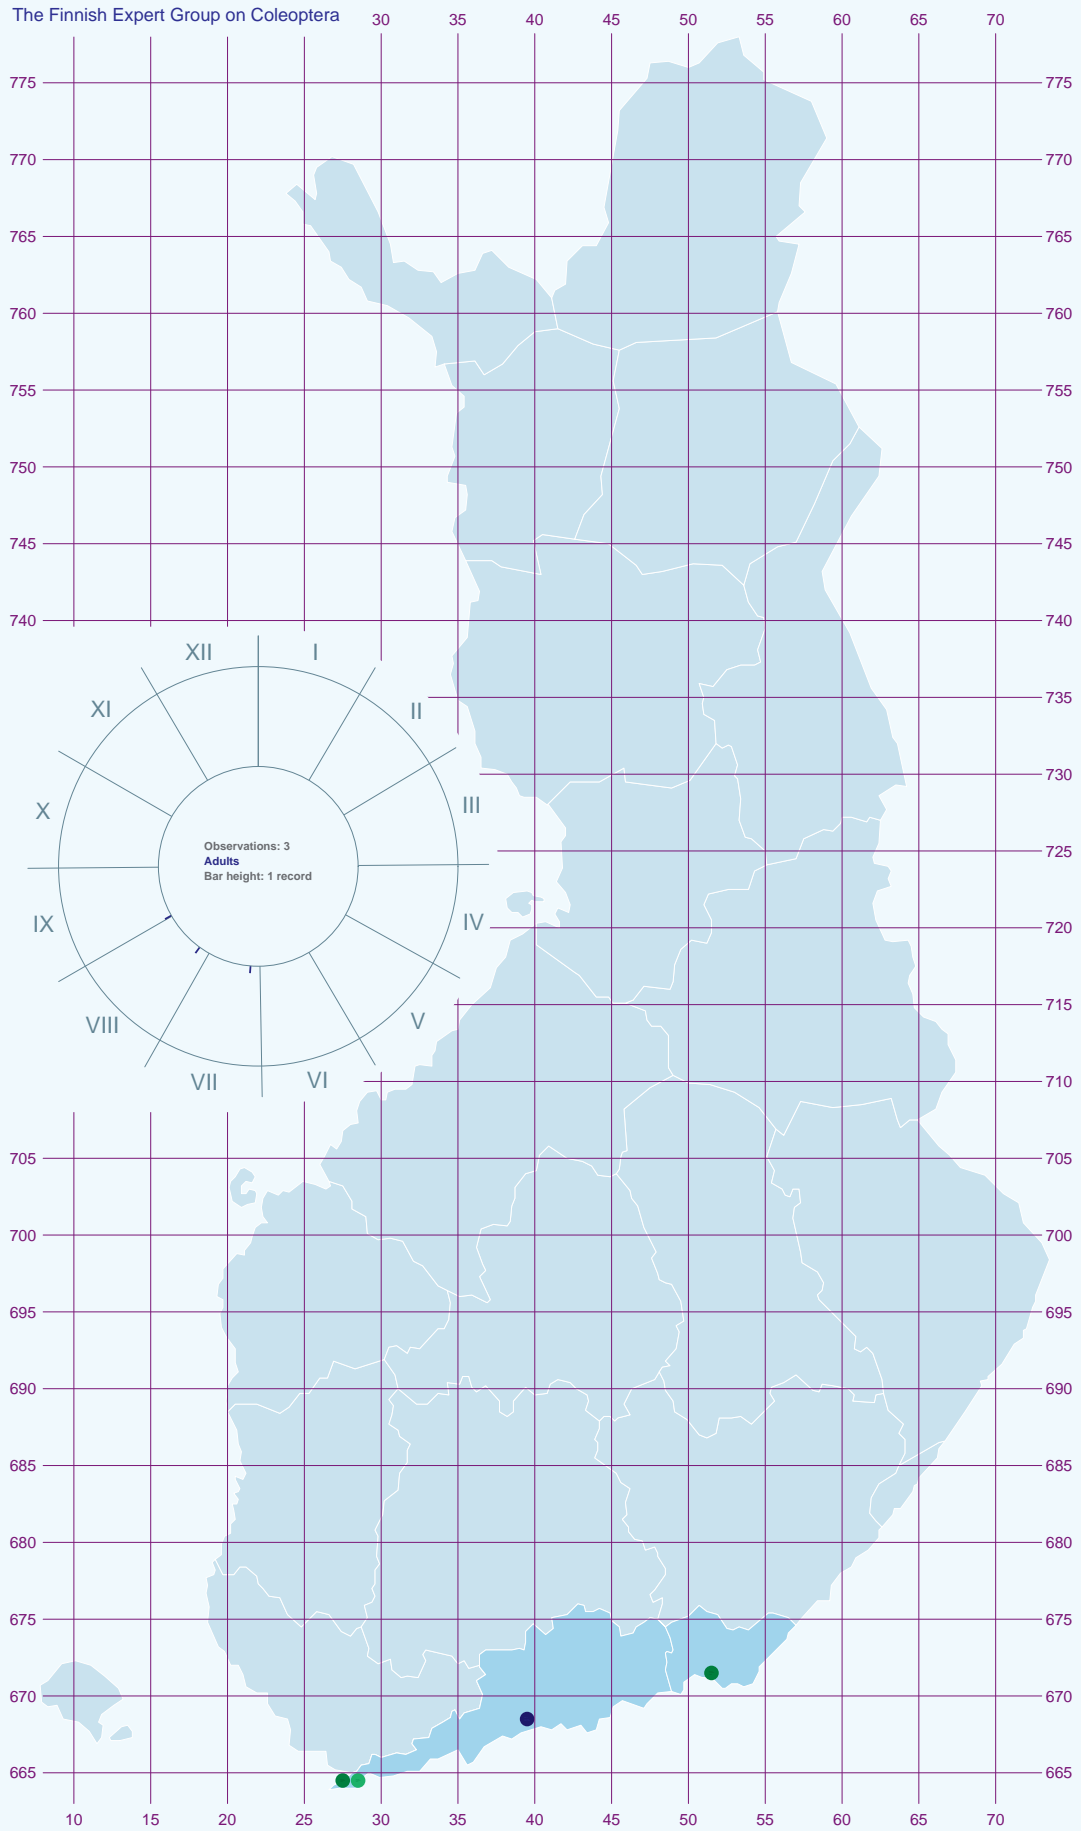 The Finnish Expert Group on Coleoptera
30 35 40 45 50 55 60 65 70
775 775
770 770
765 765
760 760
755 755
750 750
745 745
740 740
XII I
XI II
735
730
X III
725
Observations: 3
Adults
Bar height: 1 record
IX IV
720
715
VIII V
VII VI
710
705 705
700 700
695 695
690 690
685 685
680 680
675 675
670 670
665 665
10 15 20 25 30 35 40 45 50 55 60 65 70